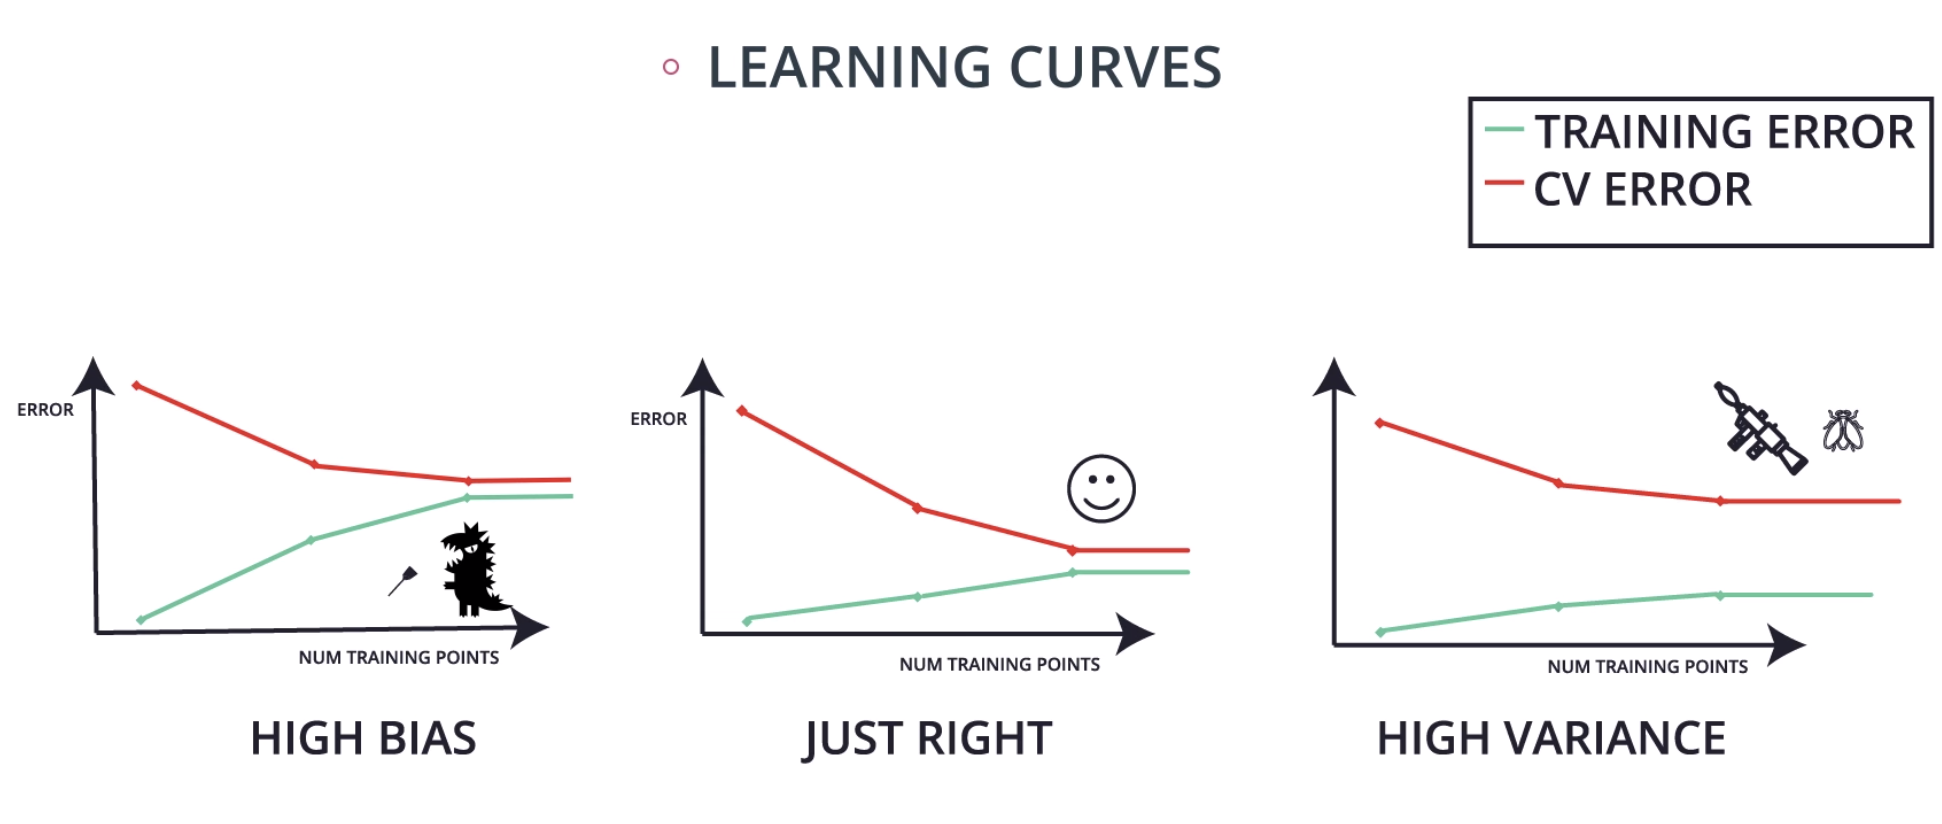 LEARNING CURVES
TRAINING ERROR
CV ERROR
ERROR
NUM TRAINING POINTS
HIGH BIAS
ERROR
NUM TRAINING POINTS
JUST RIGHT
NUM TRAINING POINTS
HIGH VARIANCE